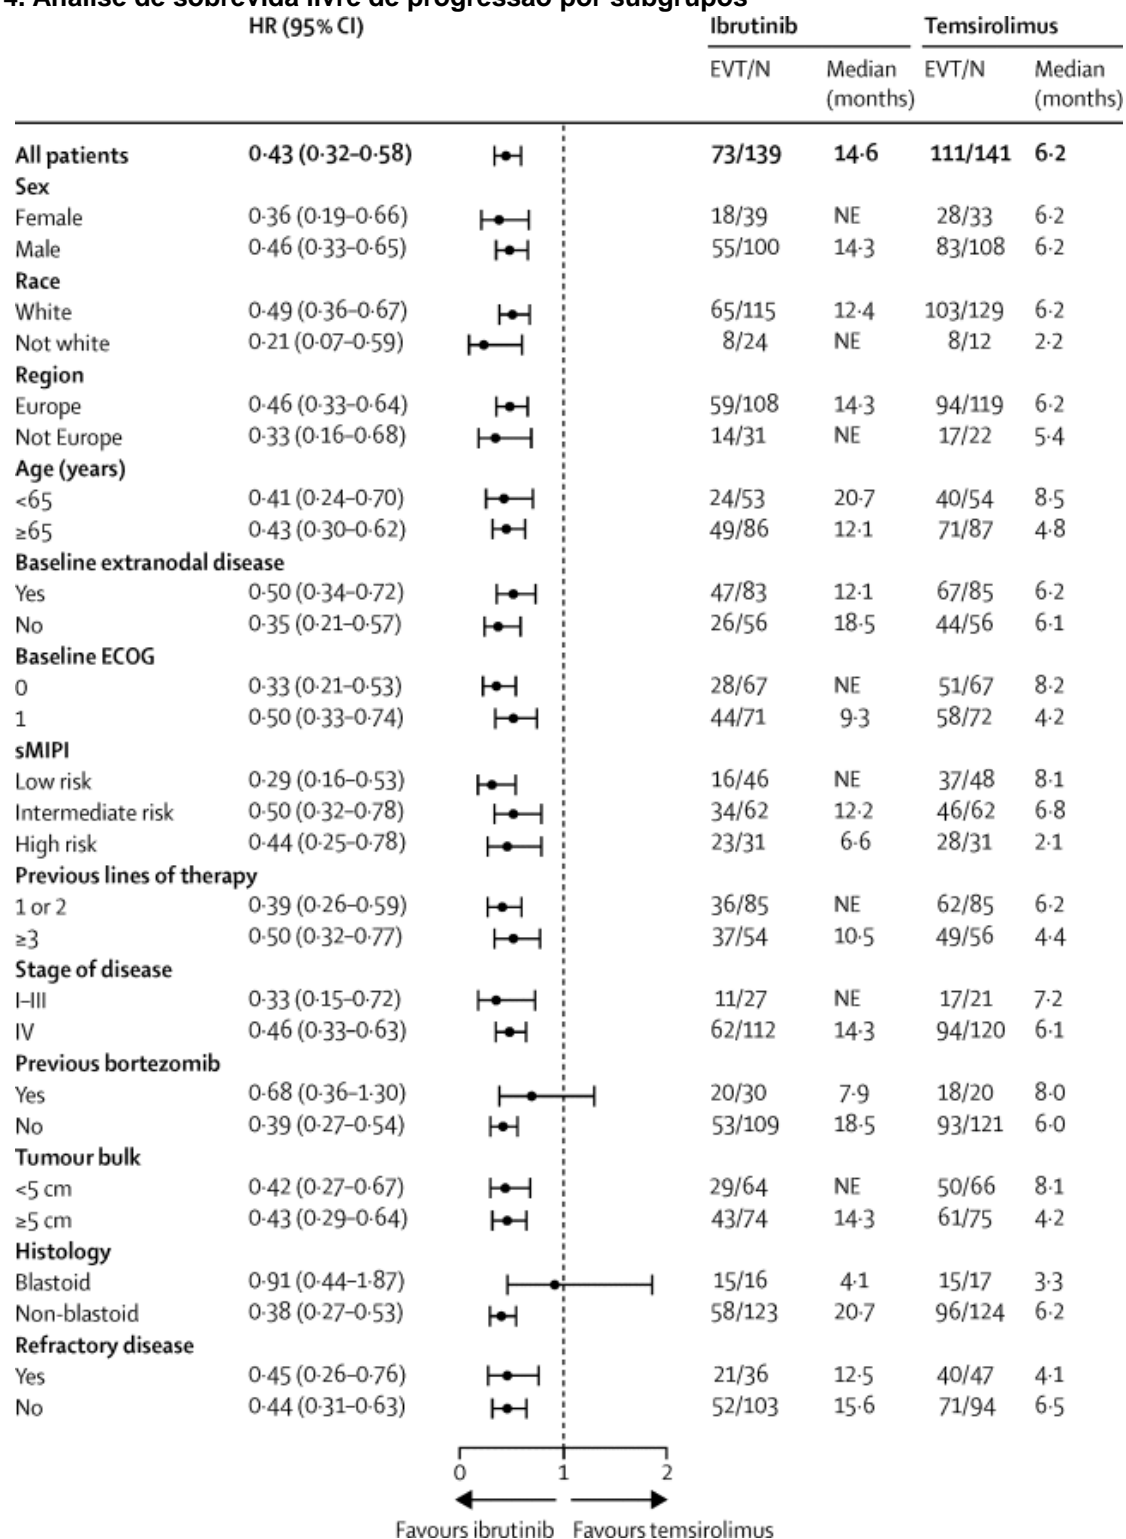 4. Análise de sobrevida livre de progressão por subgrupos
HR (95% CI) Ibrutinib Temsirolimus
EVT/N Median (months) EVT/N Median (months)
All patients 0·43 (0·32–0·58) 73/139 14·6 111/141 6·2
Sex
Female 0·36 (0·19–0·66) 18/39 NE 28/33 6·2
Male 0·46 (0·33–0·65) 55/100 14·3 83/108 6·2
Race
White 0·49 (0·36–0·67) 65/115 12·4 103/129 6·2
Not white 0·21 (0·07–0·59) 8/24 NE 8/12 2·2
Region
Europe 0·46 (0·33–0·64) 59/108 14·3 94/119 6·2
Not Europe 0·33 (0·16–0·68) 14/31 NE 17/22 5·4
Age (years)
<65 0·41 (0·24–0·70) 24/53 20·7 40/54 8·5
≥65 0·43 (0·30–0·62) 49/86 12·1 71/87 4·8
Baseline extranodal disease
Yes 0·50 (0·34–0·72) 47/83 12·1 67/85 6·2
No 0·35 (0·21–0·57) 26/56 18·5 44/56 6·1
Baseline ECOG
0 0·33 (0·21–0·53) 28/67 NE 51/67 8·2
1 0·50 (0·33–0·74) 44/71 9·3 58/72 4·2
sMIPI
Low risk 0·29 (0·16–0·53) 16/46 NE 37/48 8·1
Intermediate risk 0·50 (0·32–0·78) 34/62 12·2 46/62 6·8
High risk 0·44 (0·25–0·78) 23/31 6·6 28/31 2·1
Previous lines of therapy
1 or 2 0·39 (0·26–0·59) 36/85 NE 62/85 6·2
≥3 0·50 (0·32–0·77) 37/54 10·5 49/56 4·4
Stage of disease
I–III 0·33 (0·15–0·72) 11/27 NE 17/21 7·2
IV 0·46 (0·33–0·63) 62/112 14·3 94/120 6·1
Previous bortezomib
Yes 0·68 (0·36–1·30) 20/30 7·9 18/20 8·0
No 0·39 (0·27–0·54) 53/109 18·5 93/121 6·0
Tumour bulk
<5 cm 0·42 (0·27–0·67) 29/64 NE 50/66 8·1
≥5 cm 0·43 (0·29–0·64) 43/74 14·3 61/75 4·2
Histology
Blastoid 0·91 (0·44–1·87) 15/16 4·1 15/17 3·3
Non-blastoid 0·38 (0·27–0·53) 58/123 20·7 96/124 6·2
Refractory disease
Yes 0·45 (0·26–0·76) 21/36 12·5 40/47 4·1
No 0·44 (0·31–0·63) 52/103 15·6 71/94 6·5
0 1 2
Favours ibrutinib Favours temsirolimus